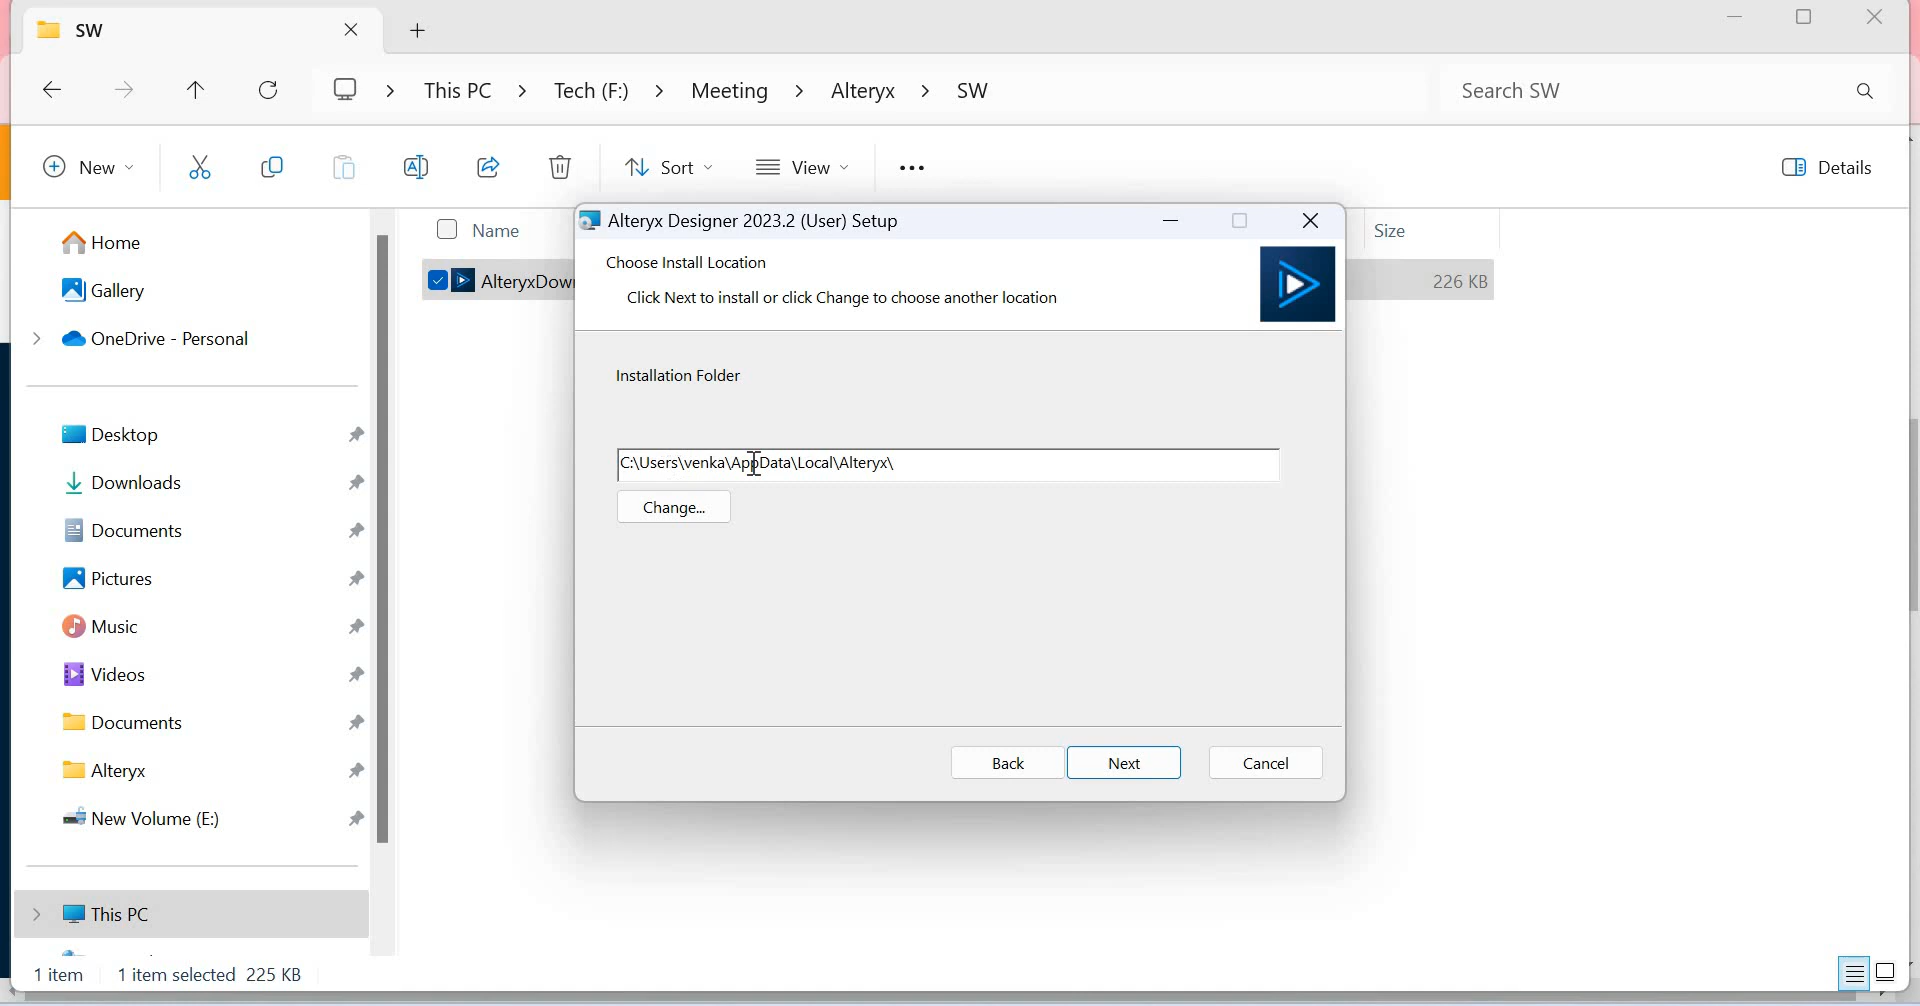 SW
This PC > Tech (F:) > Meeting > Alteryx > SW
Search SW
New
Sort
View
Details
Home
Gallery
OneDrive - Personal
Desktop
Downloads
Documents
Pictures
Music
Videos
Documents
Alteryx
New Volume (E:)
This PC
Name
Size
226 KB
Alteryx Designer 2023.2 (User) Setup
Choose Install Location
Click Next to install or click Change to choose another location
Installation Folder
C:\Users\venka\AppData\Local\Alteryx\
Change...
Back
Next
Cancel
1 item
1 item selected 225 KB